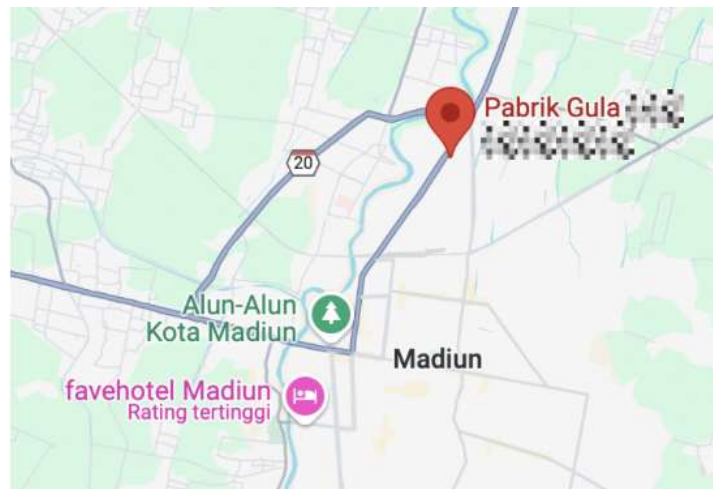 Pabrik Gula
20
Alun-Alun
Kota Madiun
Madiun
favehotel Madiun
Rating tertinggi